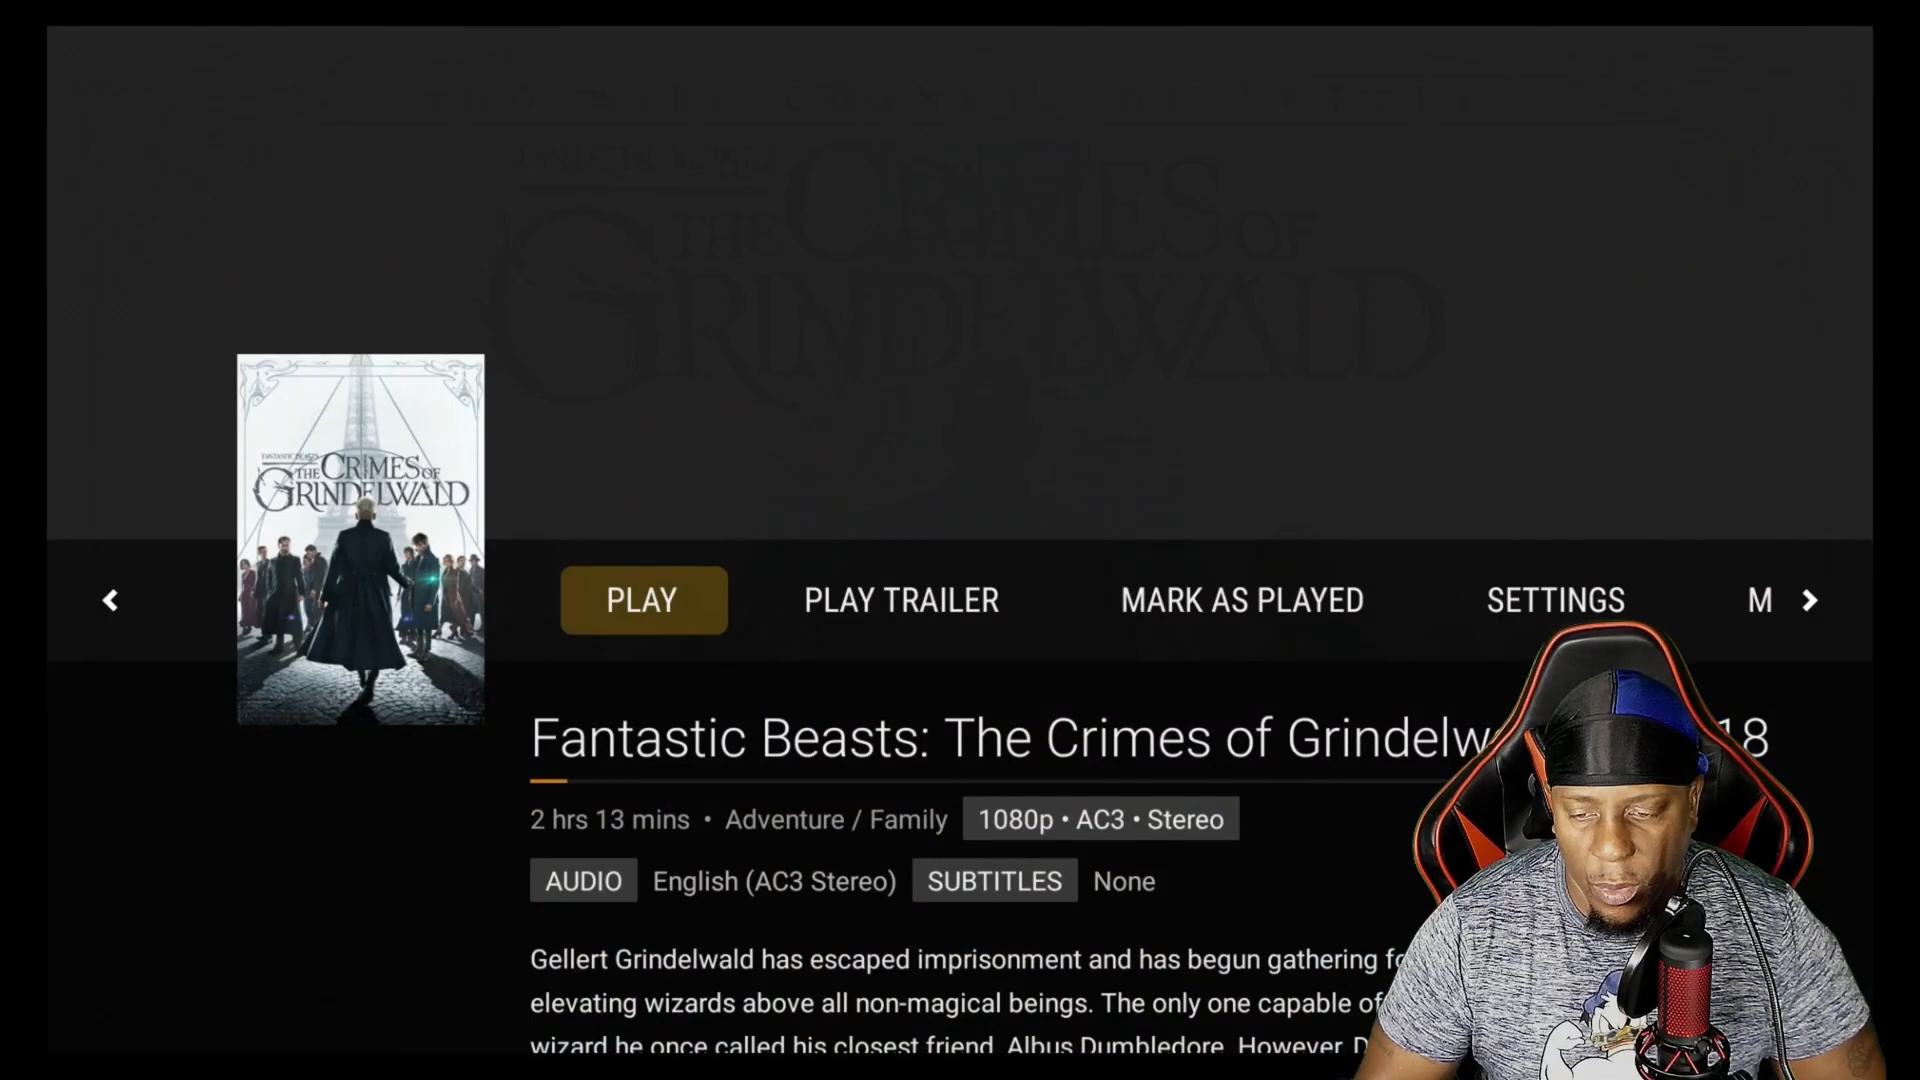 THE CRIMES OF
GRINDELWALD
FANTASTIC BEASTS
THE CRIMES OF
GRINDELWALD
PLAY
PLAY TRAILER
MARK AS PLAYED
SETTINGS
M
Fantastic Beasts: The Crimes of Grindelw 18
2 hrs 13 mins • Adventure / Family 1080p • AC3 • Stereo
AUDIO English (AC3 Stereo) SUBTITLES None
Gellert Grindelwald has escaped imprisonment and has begun gathering fo
elevating wizards above all non-magical beings. The only one capable of
wizard he once called his closest friend, Albus Dumbledore. However, D